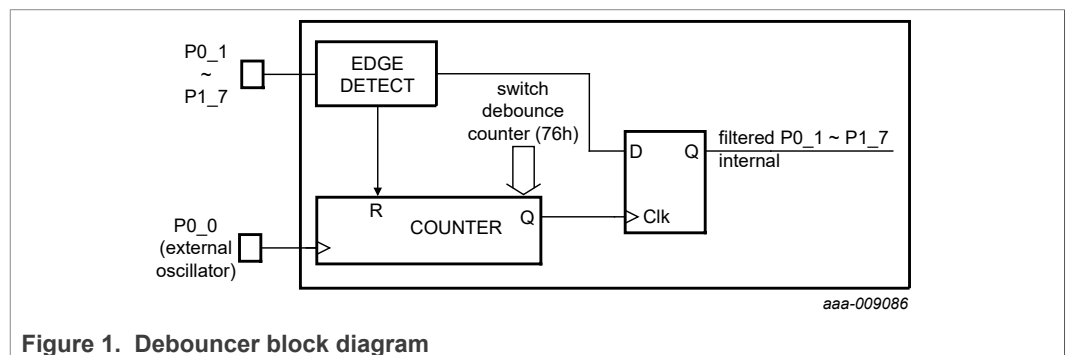 P0_1
~
P1_7
EDGE
DETECT
switch
debounce
counter (76h)
D
Q
filtered P0_1 ~ P1_7
internal
R
COUNTER
Q
Clk
P0_0
(external
oscillator)
aaa-009086
Figure 1. Debouncer block diagram